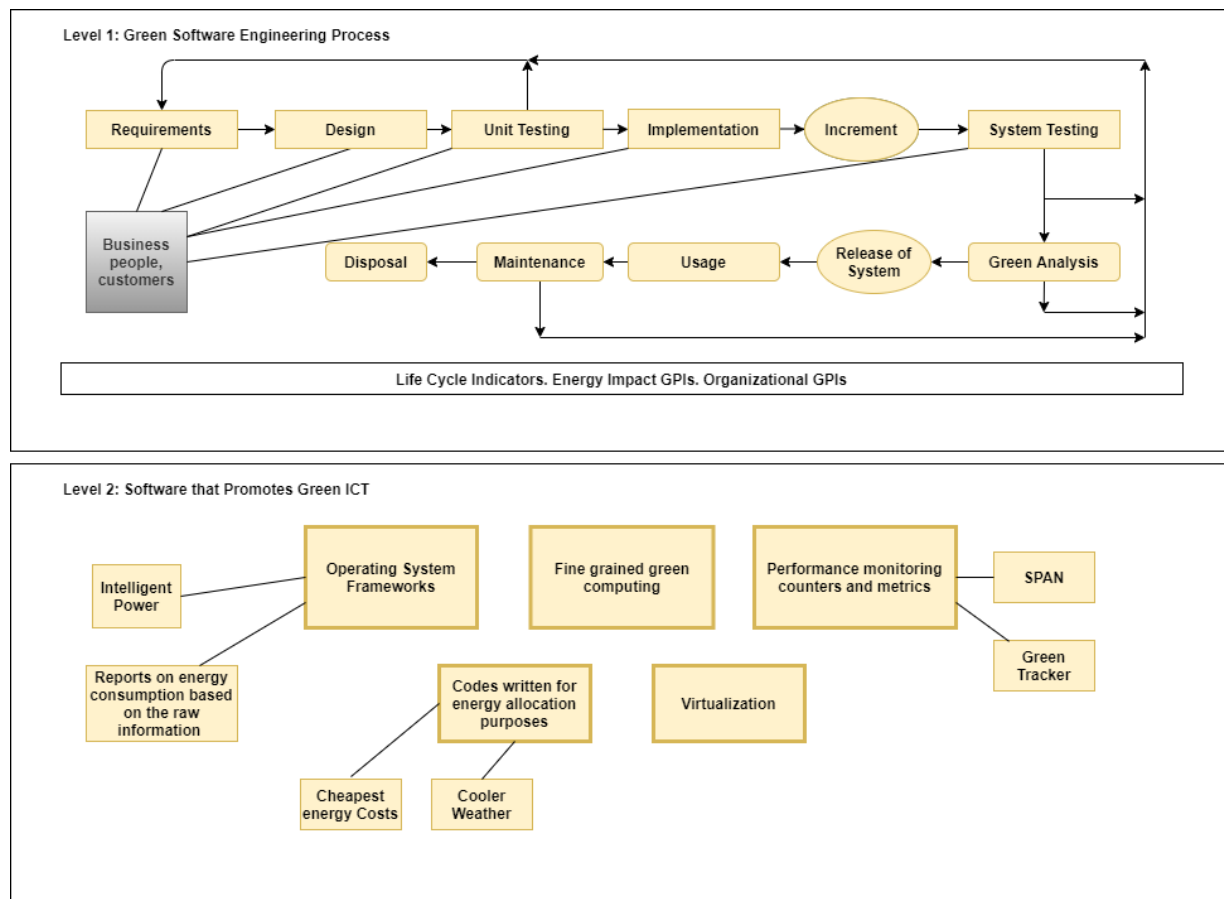 Level 1: Green Software Engineering Process
Requirements
Design
Unit Testing
Implementation
Increment
System Testing
Business
people,
customers
Disposal
Maintenance
Usage
Release of
System
Green Analysis
Life Cycle Indicators. Energy Impact GPIs. Organizational GPIs
Level 2: Software that Promotes Green ICT
Operating System
Frameworks
Fine grained green
computing
Performance monitoring
counters and metrics
Intelligent
Power
SPAN
Reports on energy
consumption based
on the raw
information
Codes written for
energy allocation
purposes
Virtualization
Green
Tracker
Cheapest
energy Costs
Cooler
Weather